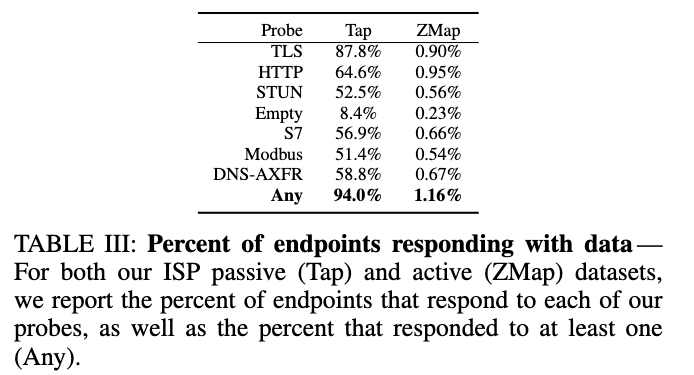 Probe Tap ZMap
TLS 87.8% 0.90%
HTTP 64.6% 0.95%
STUN 52.5% 0.56%
Empty 8.4% 0.23%
S7 56.9% 0.66%
Modbus 51.4% 0.54%
DNS-AXFR 58.8% 0.67%
Any 94.0% 1.16%
TABLE III: Percent of endpoints responding with data—
For both our ISP passive (Tap) and active (ZMap) datasets,
we report the percent of endpoints that respond to each of our
probes, as well as the percent that responded to at least one
(Any).